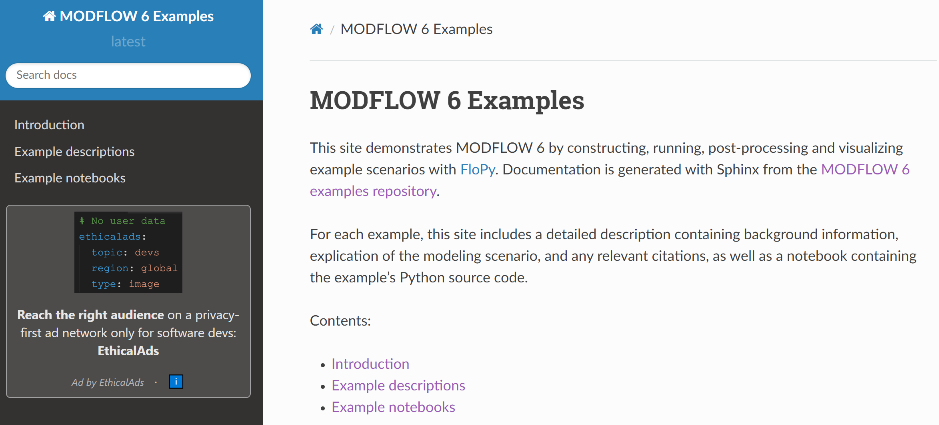 MODFLOW 6 Examples
latest
Search docs
Introduction
Example descriptions
Example notebooks
# No user data
ethicalads:
topic: devs
region: global
type: image
Reach the right audience on a privacy-
first ad network only for software devs:
EthicalAds
Ad by EthicalAds · i
/ MODFLOW 6 Examples
MODFLOW 6 Examples
This site demonstrates MODFLOW 6 by constructing, running, post-processing and visualizing
example scenarios with FloPy. Documentation is generated with Sphinx from the MODFLOW 6
examples repository.
For each example, this site includes a detailed description containing background information,
explication of the modeling scenario, and any relevant citations, as well as a notebook containing
the example's Python source code.
Contents:
• Introduction
• Example descriptions
• Example notebooks